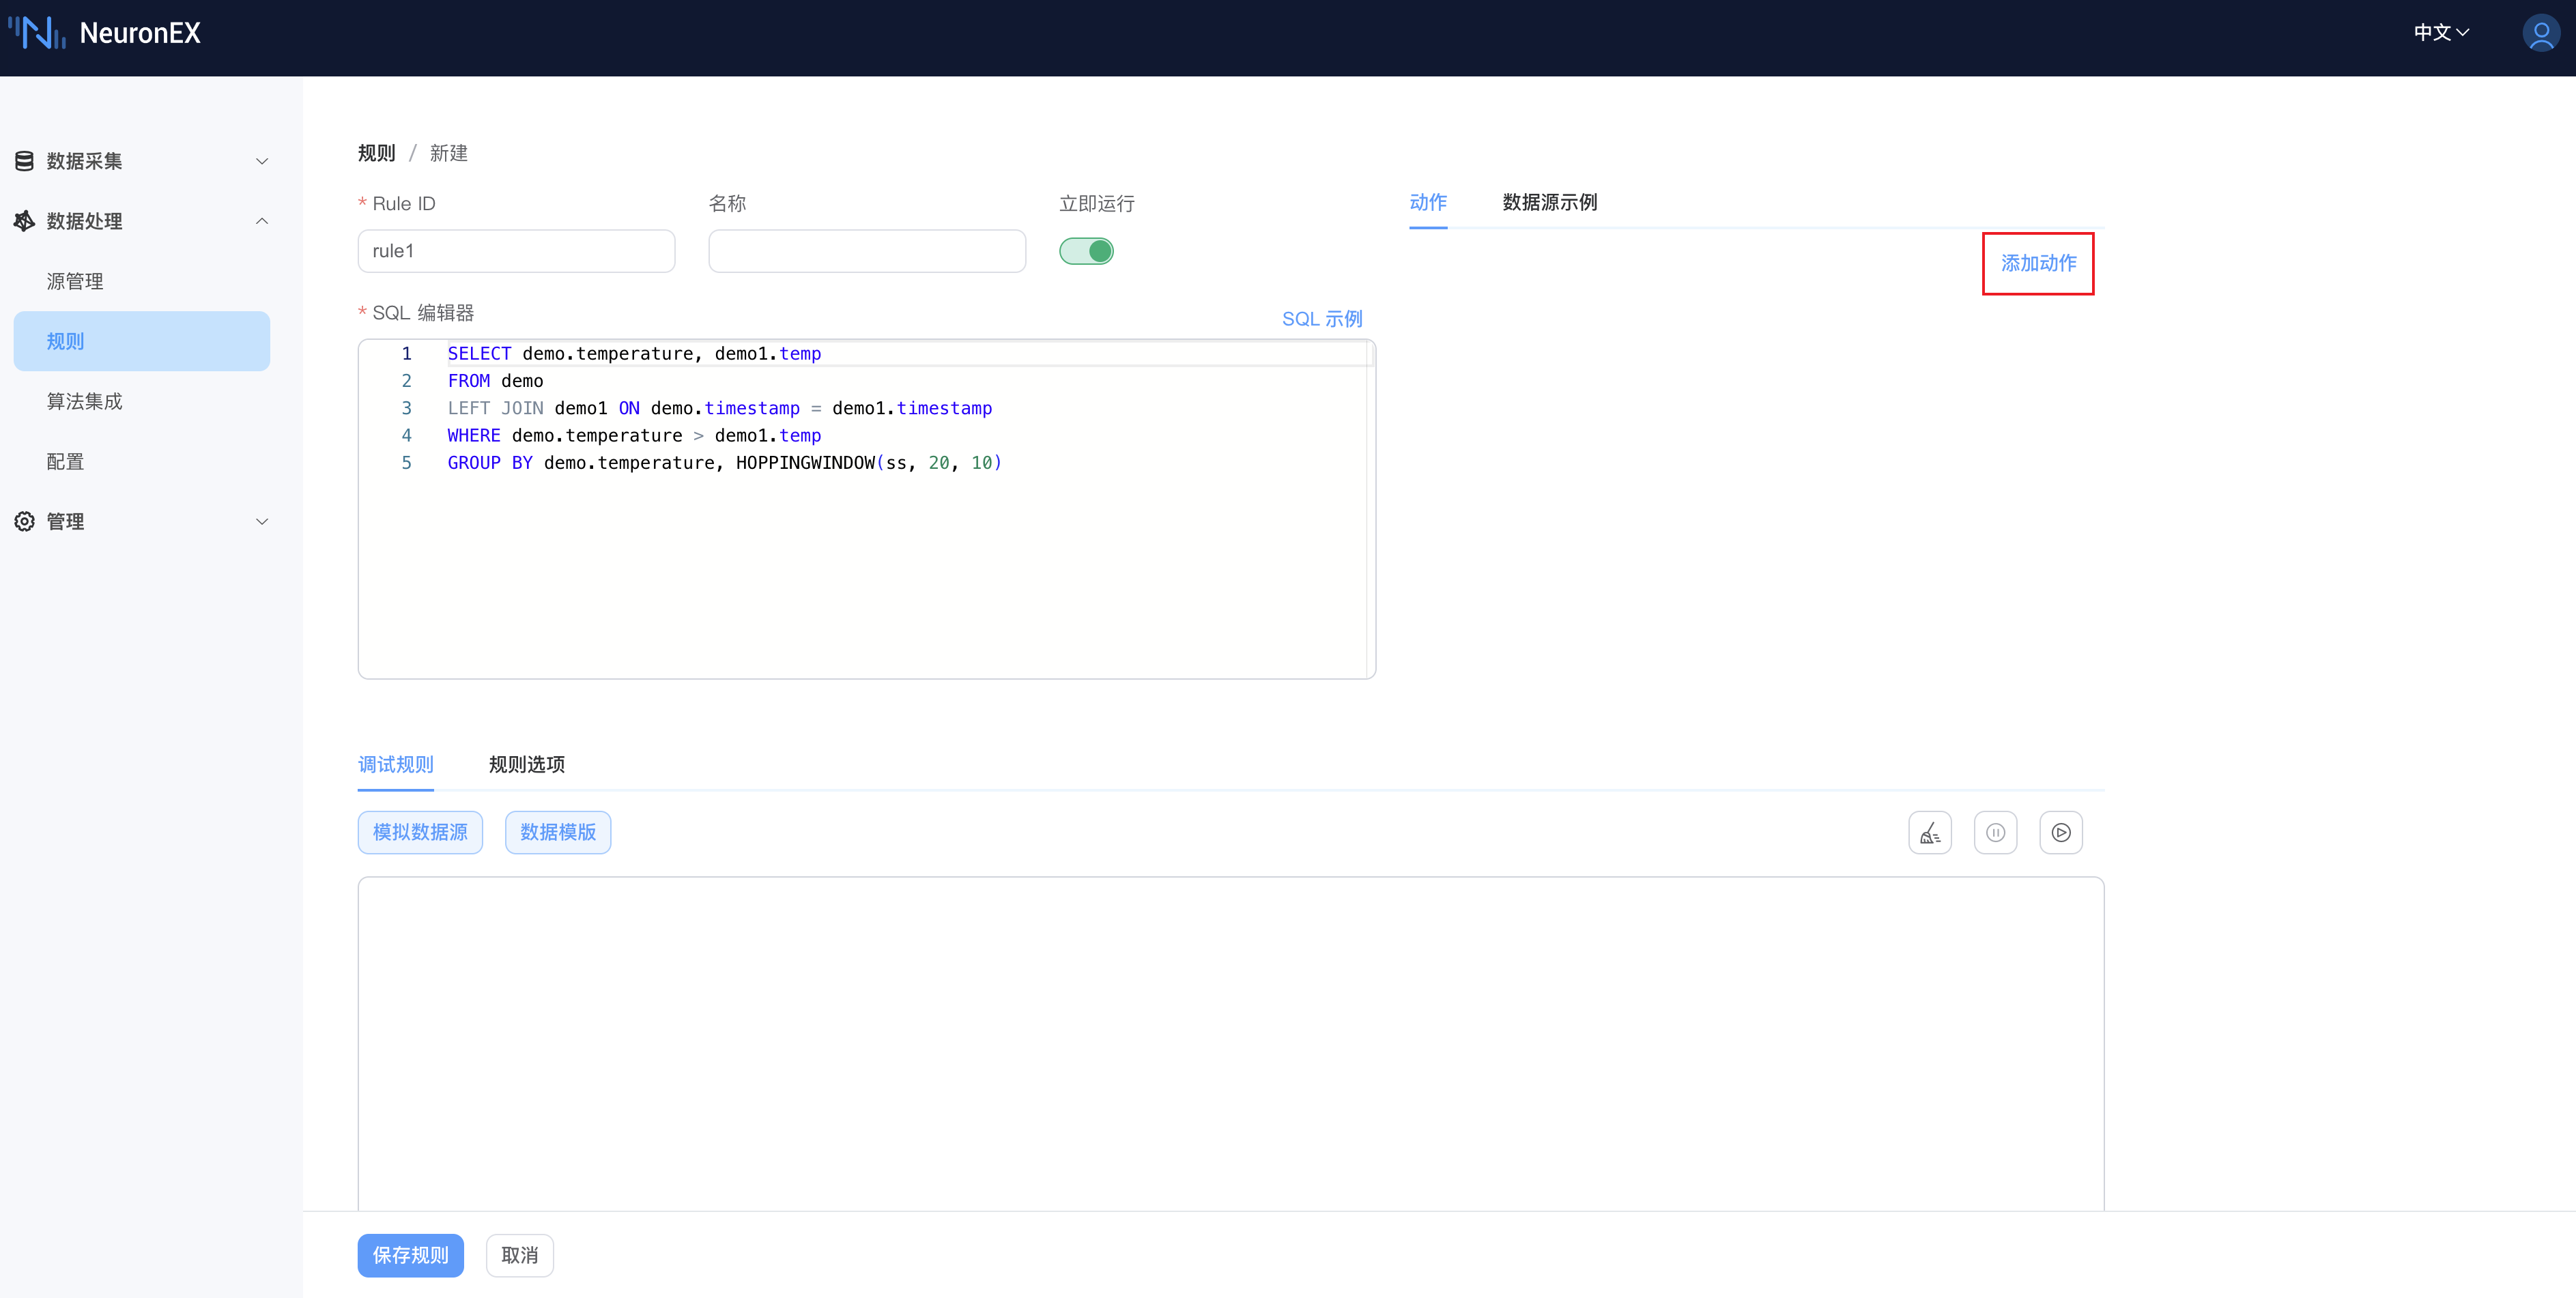 NeuronEX
中文
数据采集
数据处理
源管理
规则
算法集成
配置
管理
规则 / 新建
* Rule ID
名称
立即运行
rule1
* SQL 编辑器
SQL 示例
1 SELECT demo.temperature, demo1.temp
2 FROM demo
3 LEFT JOIN demo1 ON demo.timestamp = demo1.timestamp
4 WHERE demo.temperature > demo1.temp
5 GROUP BY demo.temperature, HOPPINGWINDOW(ss, 20, 10)
动作
数据源示例
添加动作
调试规则
规则选项
模拟数据源
数据模版
保存规则
取消